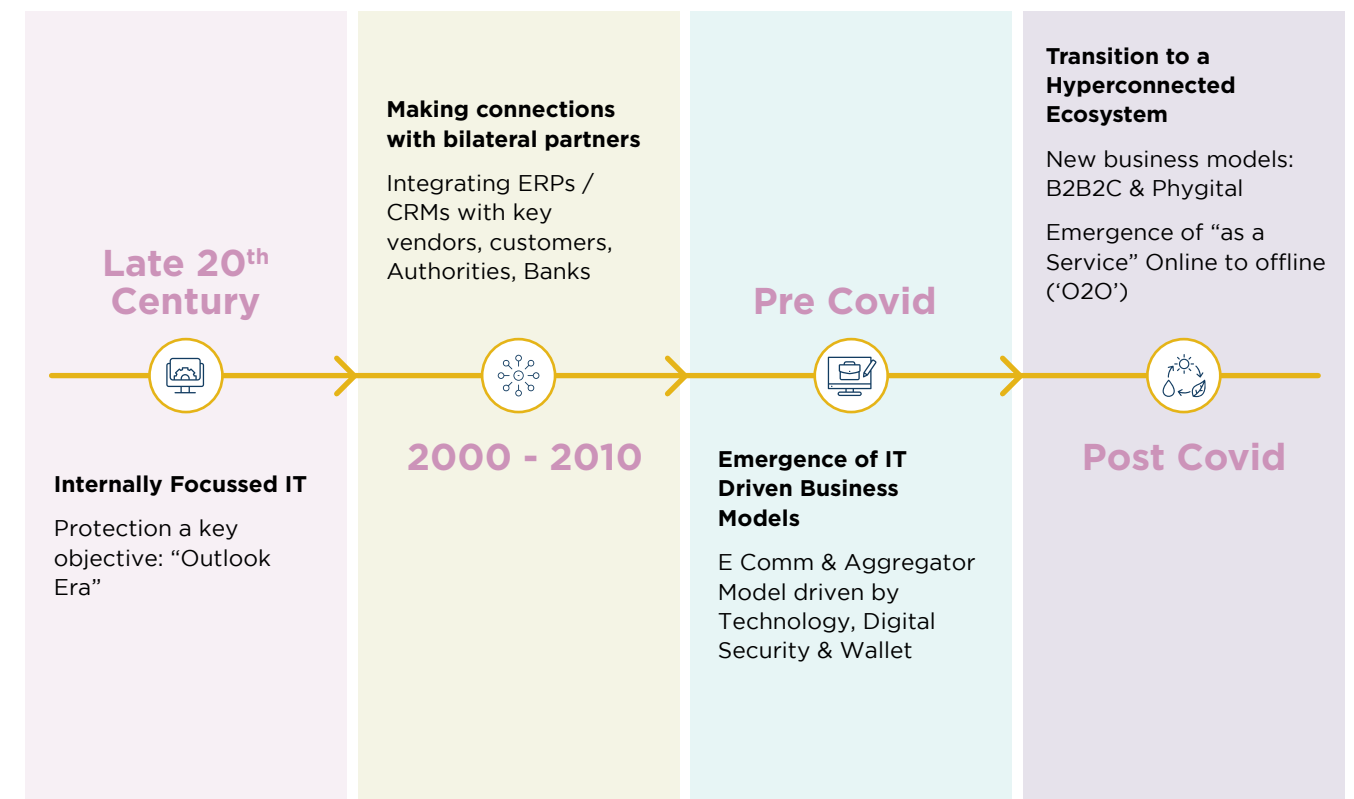 Late 20th
Century
Internally Focussed IT
Protection a key
objective: “Outlook
Era”
Making connections
with bilateral partners
Integrating ERPs /
CRMs with key
vendors, customers,
Authorities, Banks
2000 - 2010
Pre Covid
Emergence of IT
Driven Business
Models
E Comm & Aggregator
Model driven by
Technology, Digital
Security & Wallet
Transition to a
Hyperconnected
Ecosystem
New business models:
B2B2C & Phygital
Emergence of “as a
Service” Online to offline
(‘O2O’)
Post Covid